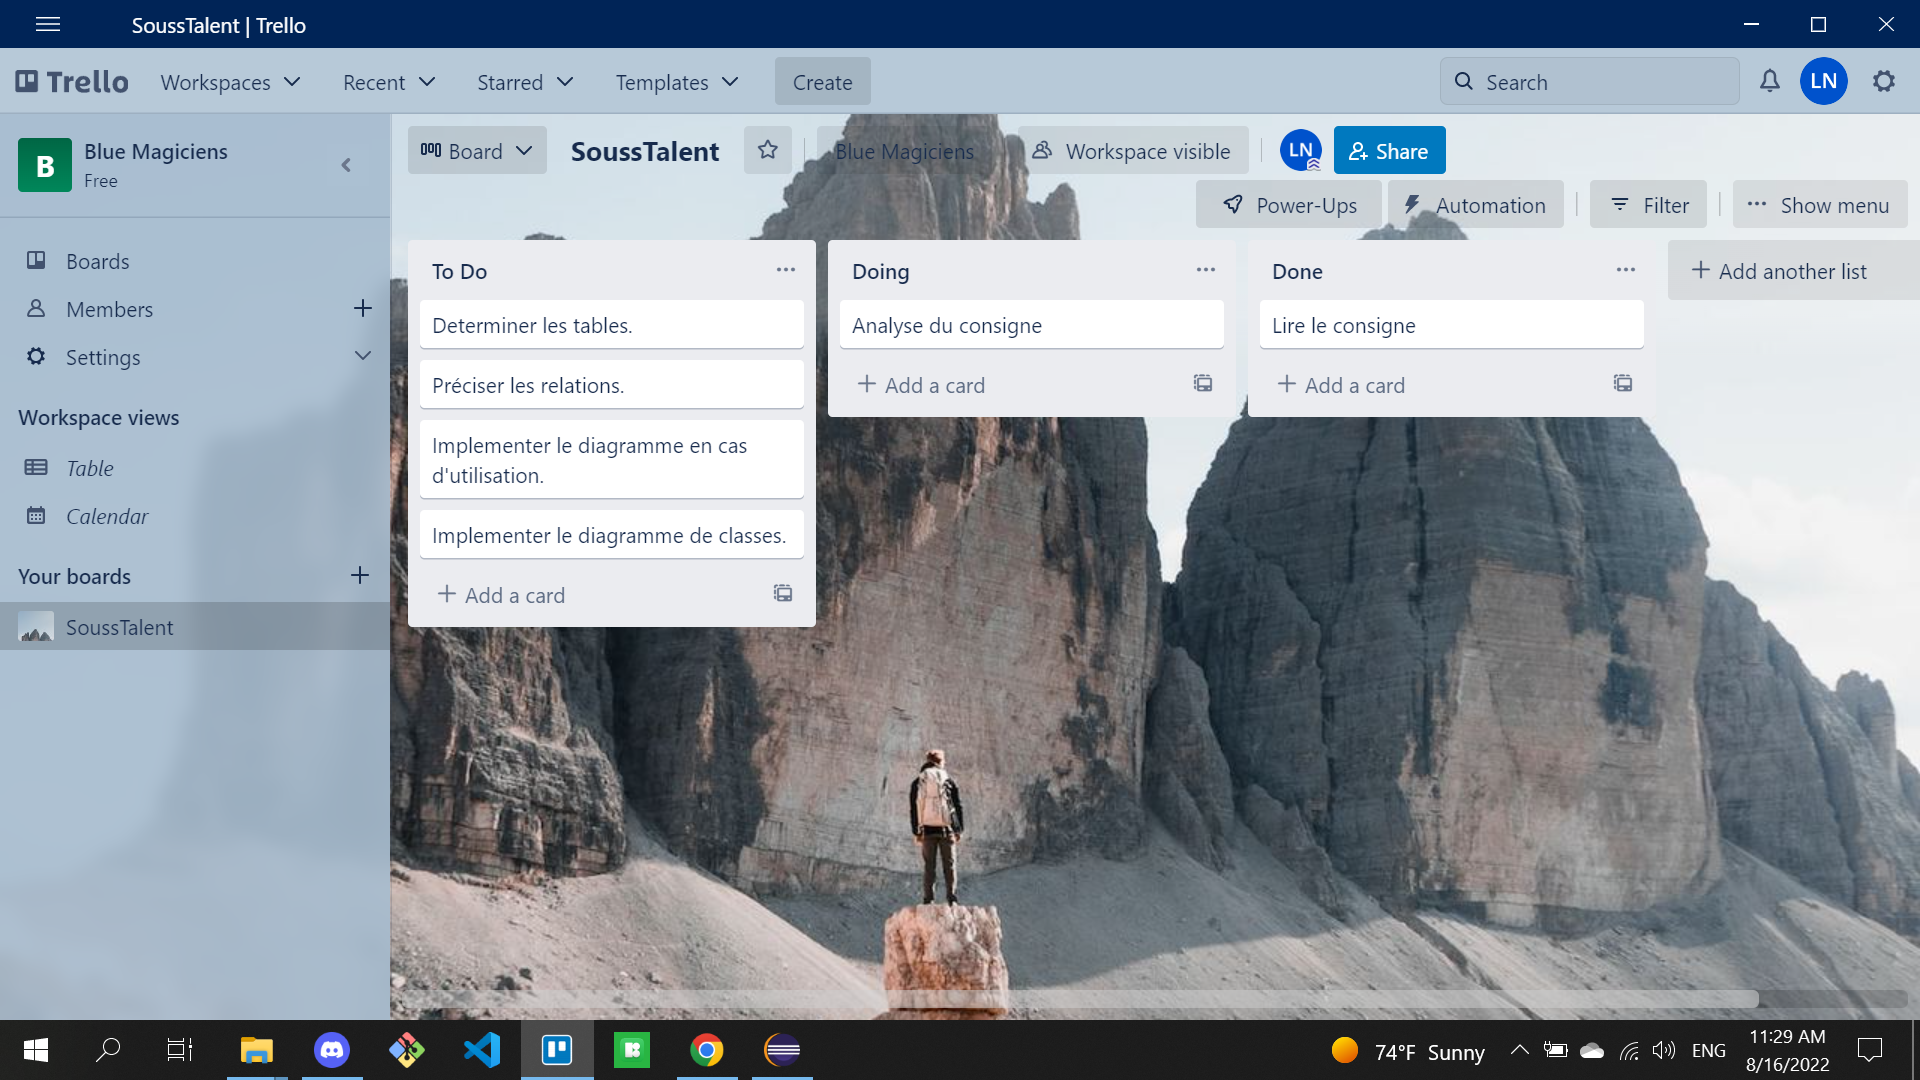 SoussTalent | Trello
Trello Workspaces Recent Starred Templates Create Search LN
B Blue Magiciens
Free
Board SoussTalent Blue Magiciens Workspace visible LN Share
Power-Ups Automation Filter Show menu
Boards
Members
Settings
Workspace views
Table
Calendar
Your boards
SoussTalent
To Do
Determiner les tables.
Préciser les relations.
Implementer le diagramme en cas
d'utilisation.
Implementer le diagramme de classes.
Add a card
Doing
Analyse du consigne
Add a card
Done
Lire le consigne
Add a card
Add another list
74°F Sunny
ENG
11:29 AM
8/16/2022